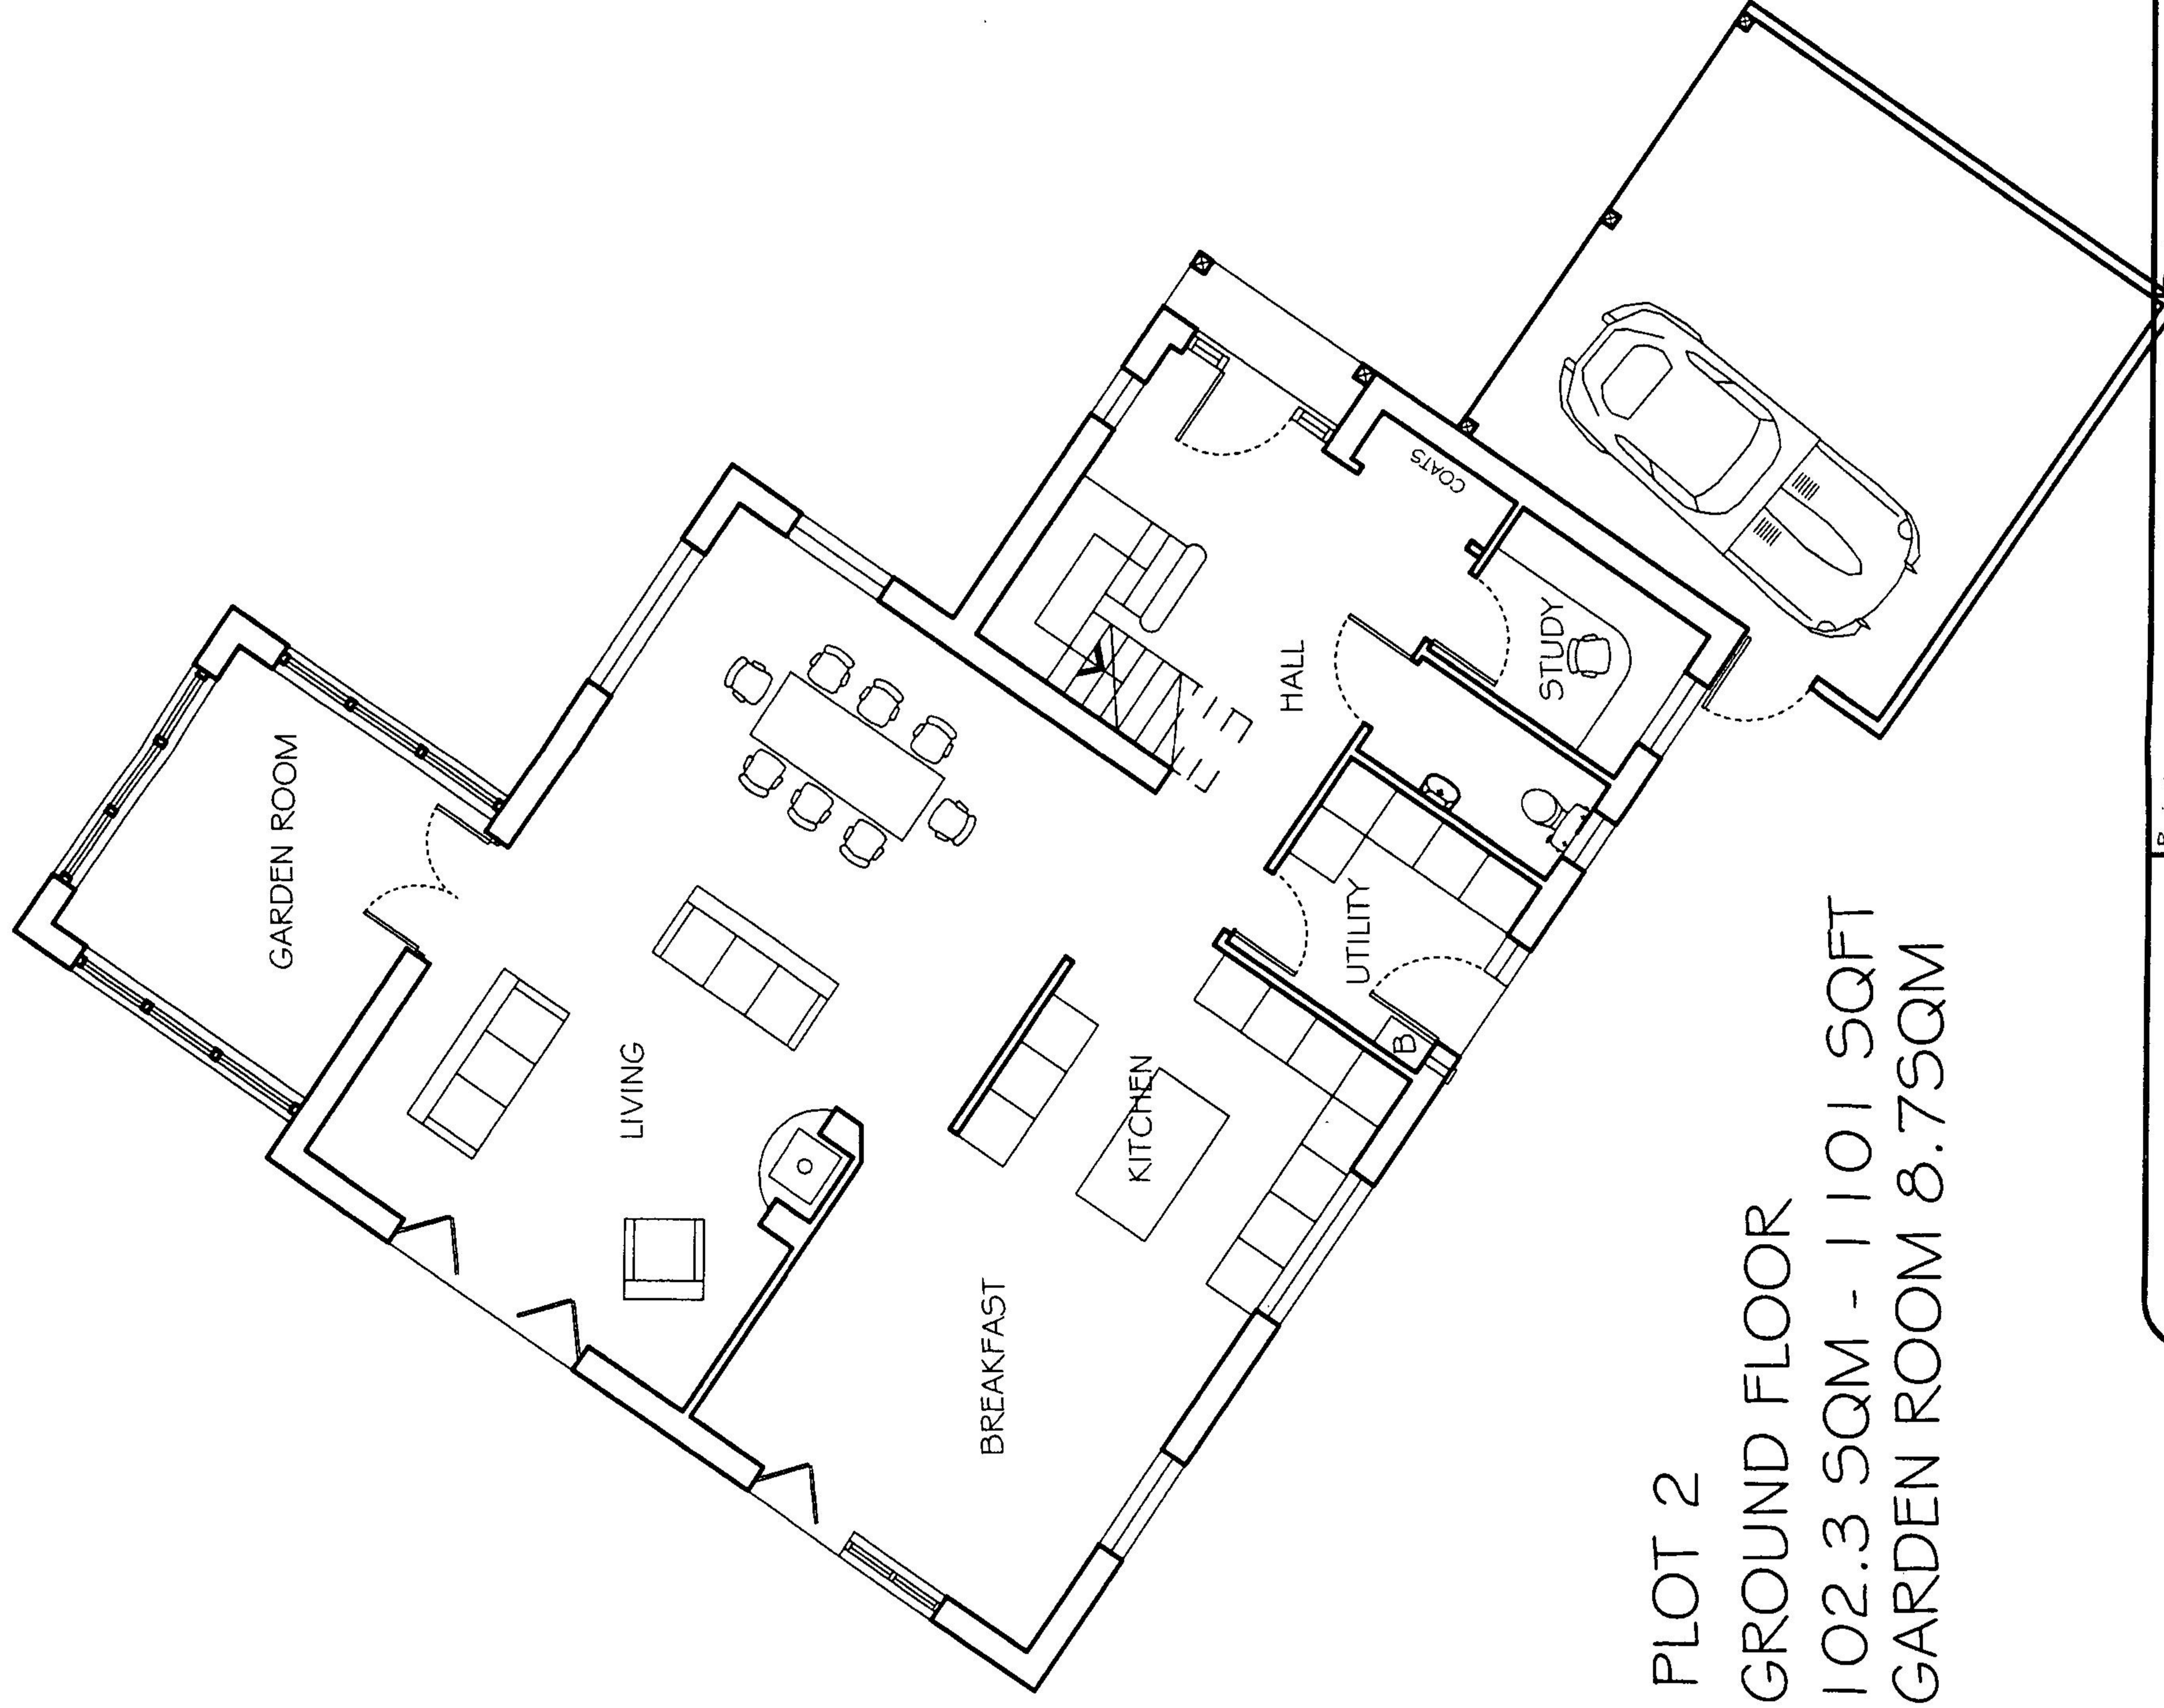 GARDEN ROOM
LIVING
BREAKFAST
KITCHEN
HALL
UTILITY
B
COATS
STUDY
PLOT 2
GROUND FLOOR
102.3 SQM - 1101 SQFT
GARDEN ROOM 8.7SQM